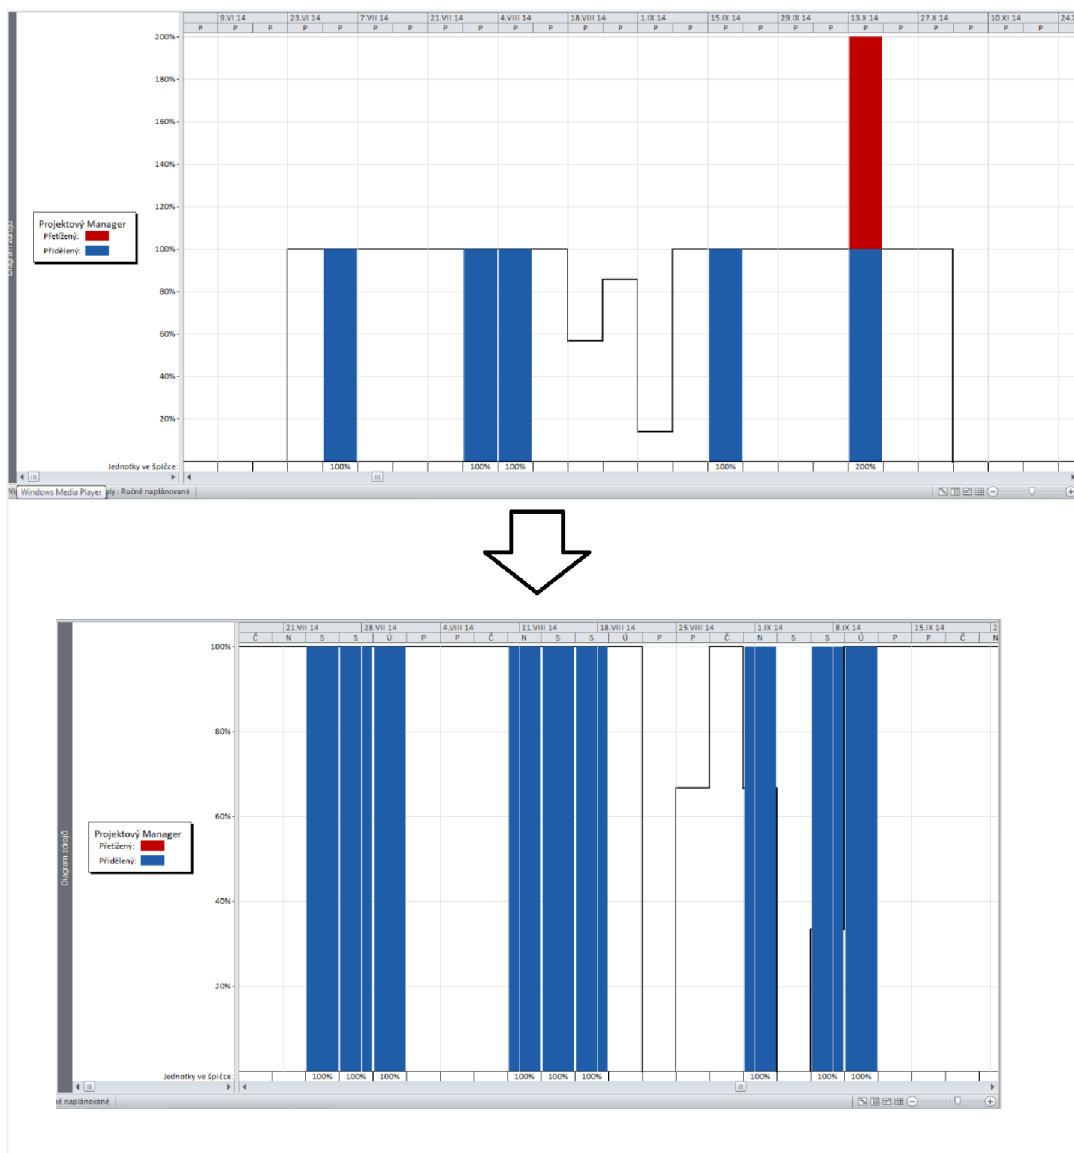 9.VI 14 23.VI 14 7.VII 14 21.VII 14 4.VIII 14 18.VIII 14 1.IX 14 15.IX 14 29.IX 14 13.X 14 27.X 14 10.XI 14 24.X
P P P P P P P P P P P P P P P P P P P P P P P P P
200%
180%
160%
140%
120%
100%
80%
60%
40%
20%
Projektový Manager
Přetížený:
Přidělený:
Jednotky ve špičce: 100% 100% 100% 100% 200%
Windows Media Player
: Ručně naplánované
21.VII 14 28.VII 14 4.VIII 14 11.VIII 14 18.VIII 14 25.VIII 14 1.IX 14 8.IX 14 15.IX 14 2
Č N S S Ú P P Č N S S Ú P P Č N S S Ú P P Č N
100%
80%
60%
40%
20%
Diagram zdrojů
Projektový Manager
Přetížený:
Přidělený:
Jednotky ve špičce: 100% 100% 100% 100% 100% 100% 100% 100% 100%
ně naplánované